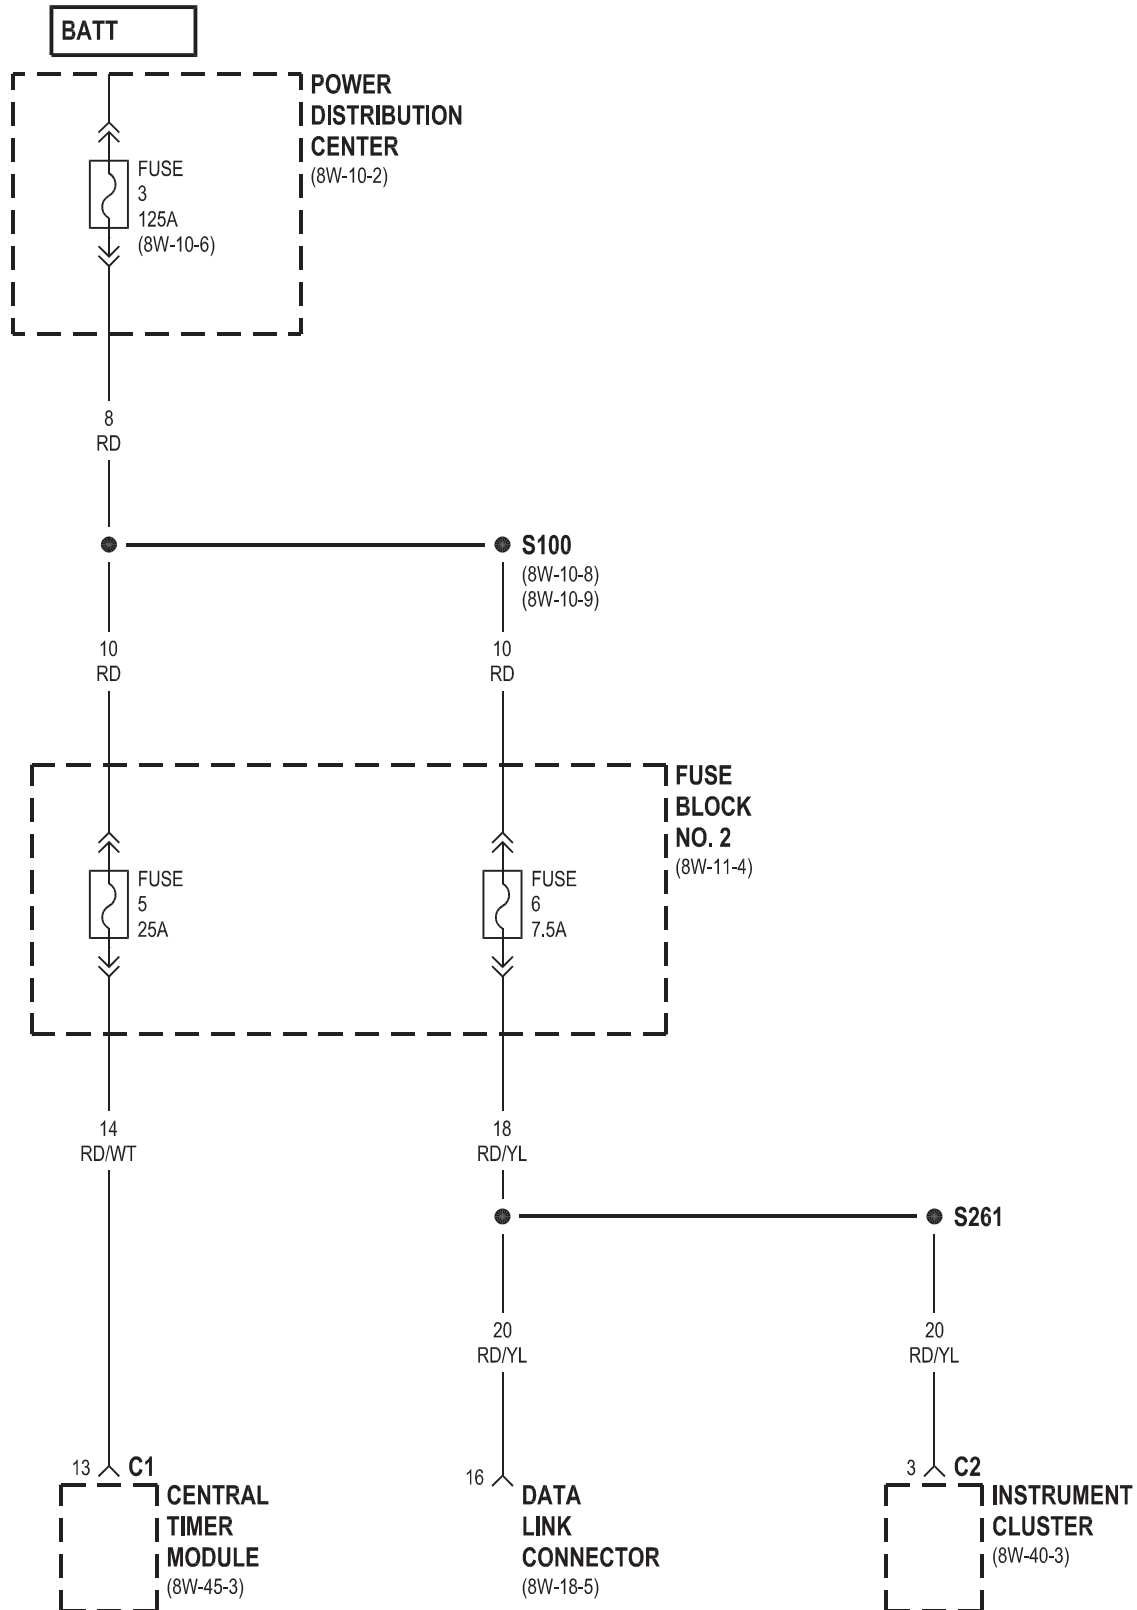 BATT
POWER
DISTRIBUTION
CENTER
(8W-10-2)
FUSE
3
125A
(8W-10-6)
8
RD
S100
(8W-10-8)
(8W-10-9)
10
RD
10
RD
FUSE
BLOCK
NO. 2
(8W-11-4)
FUSE
5
25A
FUSE
6
7.5A
14
RD/WT
18
RD/YL
S261
20
RD/YL
20
RD/YL
13
C1
CENTRAL
TIMER
MODULE
(8W-45-3)
16
DATA
LINK
CONNECTOR
(8W-18-5)
3
C2
INSTRUMENT
CLUSTER
(8W-40-3)